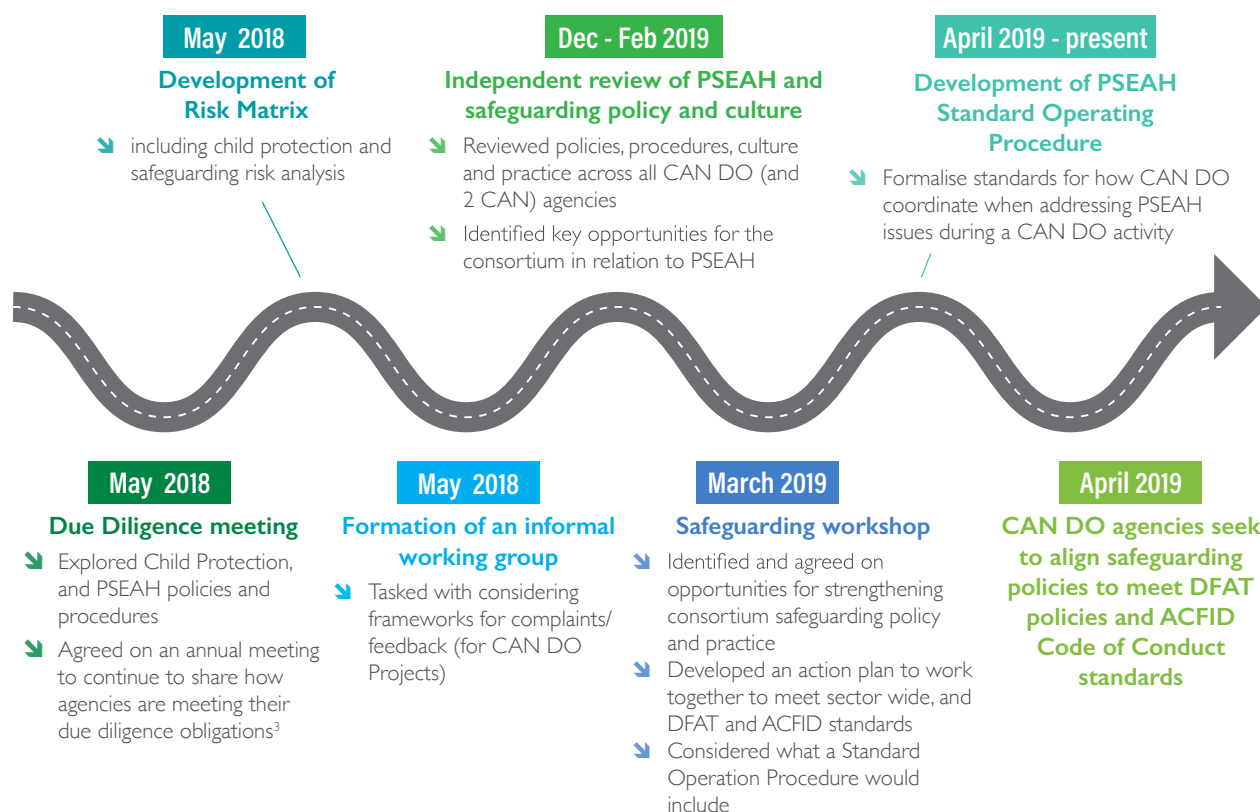 May 2018
Development of
Risk Matrix
including child protection and
safeguarding risk analysis
Dec - Feb 2019
Independent review of PSEAH and
safeguarding policy and culture
Reviewed policies, procedures, culture
and practice across all CAN DO (and
2 CAN) agencies
Identified key opportunities for the
consortium in relation to PSEAH
April 2019 - present
Development of PSEAH
Standard Operating
Procedure
Formalise standards for how CAN DO
coordinate when addressing PSEAH
issues during a CAN DO activity
May 2018
Due Diligence meeting
Explored Child Protection,
and PSEAH policies and
procedures
Agreed on an annual meeting
to continue to share how
agencies are meeting their
due diligence obligations³
May 2018
Formation of an informal
working group
Tasked with considering
frameworks for complaints/
feedback (for CAN DO
Projects)
March 2019
Safeguarding workshop
Identified and agreed on
opportunities for strengthening
consortium safeguarding policy
and practice
Developed an action plan to work
together to meet sector wide, and
DFAT and ACFID standards
Considered what a Standard
Operation Procedure would
include
April 2019
CAN DO agencies seek
to align safeguarding
policies to meet DFAT
policies and ACFID
Code of Conduct
standards